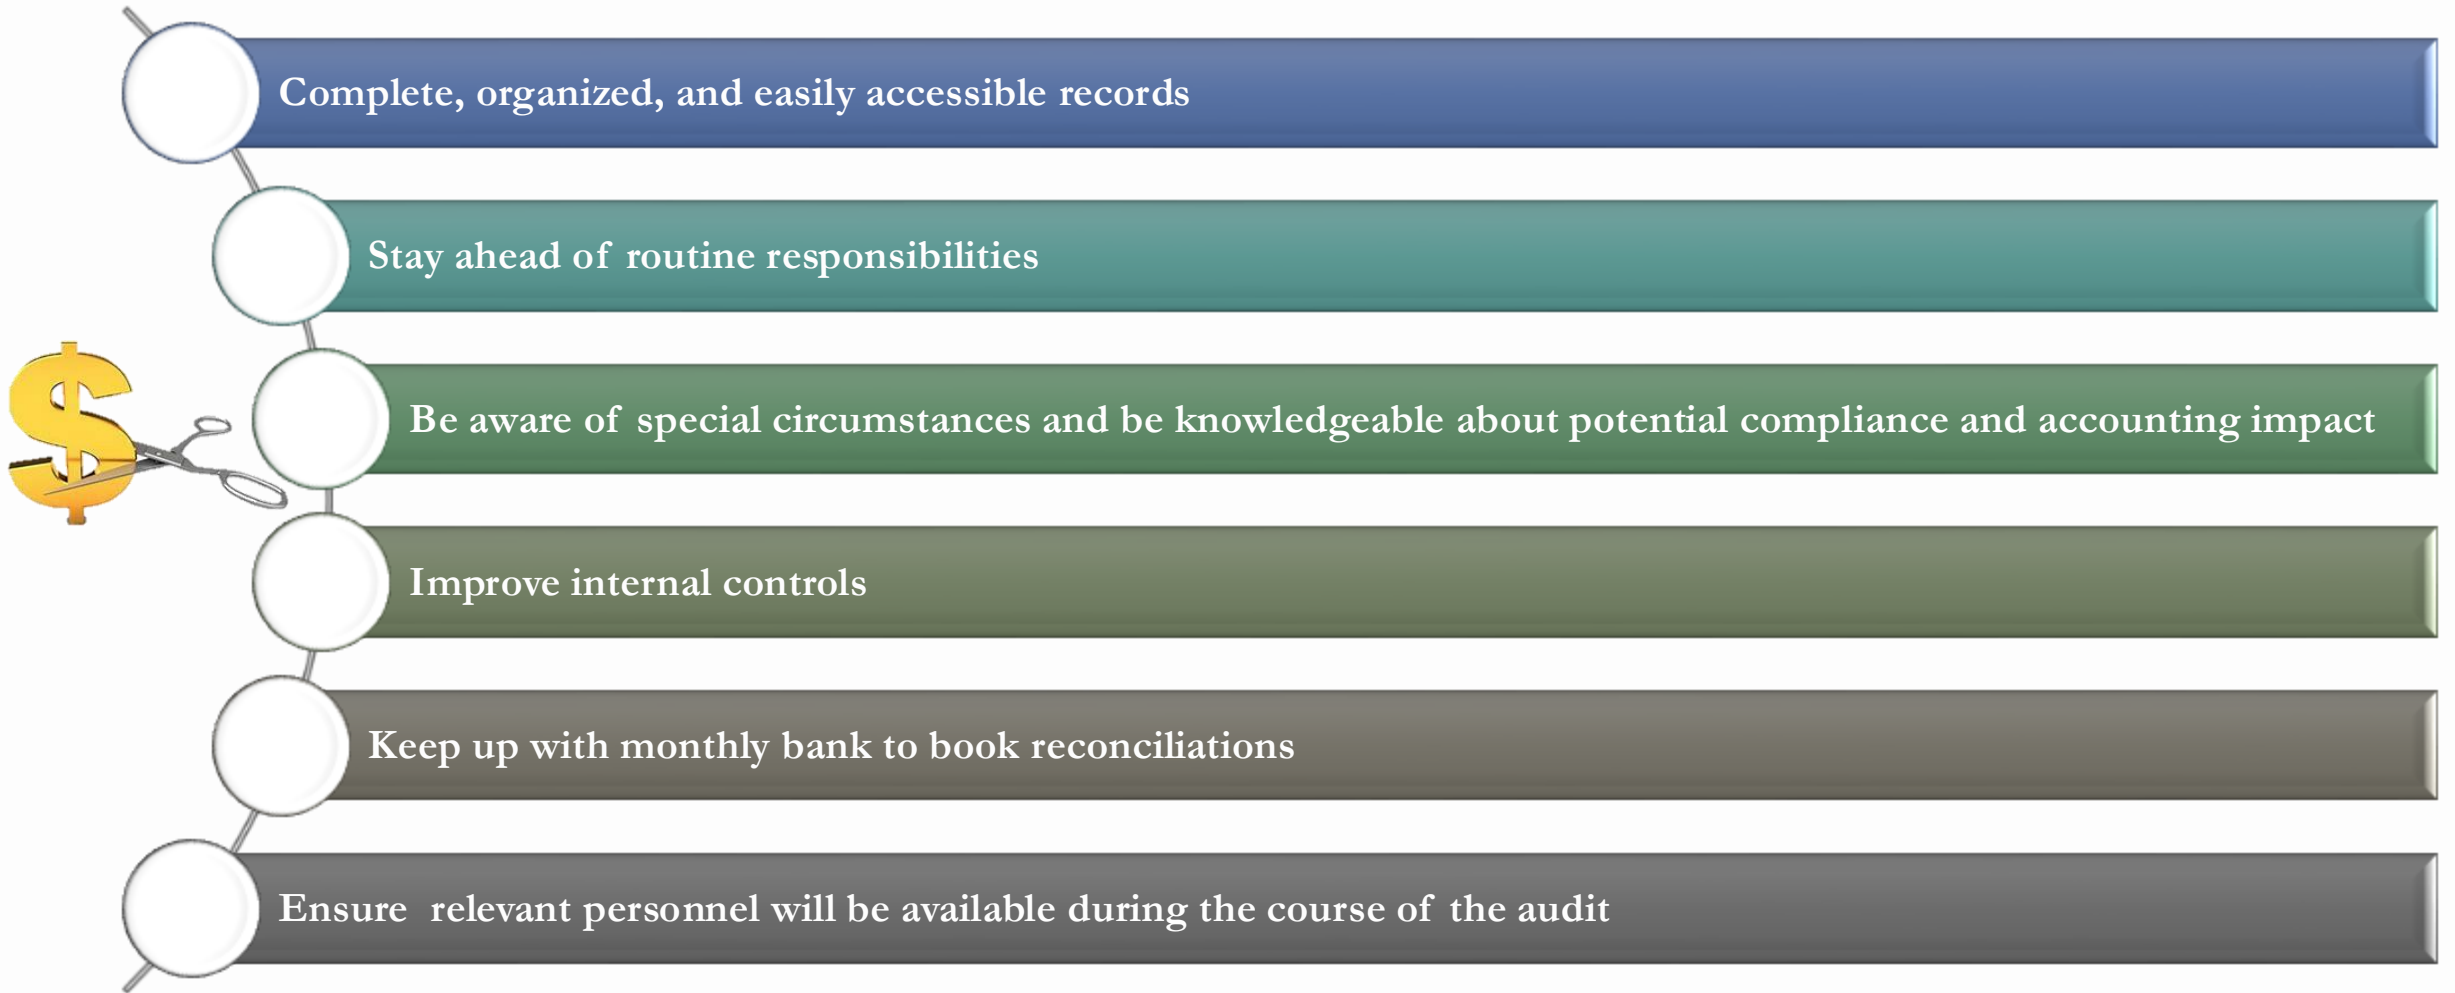 Complete, organized, and easily accessible records
Stay ahead of routine responsibilities
Be aware of special circumstances and be knowledgeable about potential compliance and accounting impact
Improve internal controls
Keep up with monthly bank to book reconciliations
Ensure relevant personnel will be available during the course of the audit